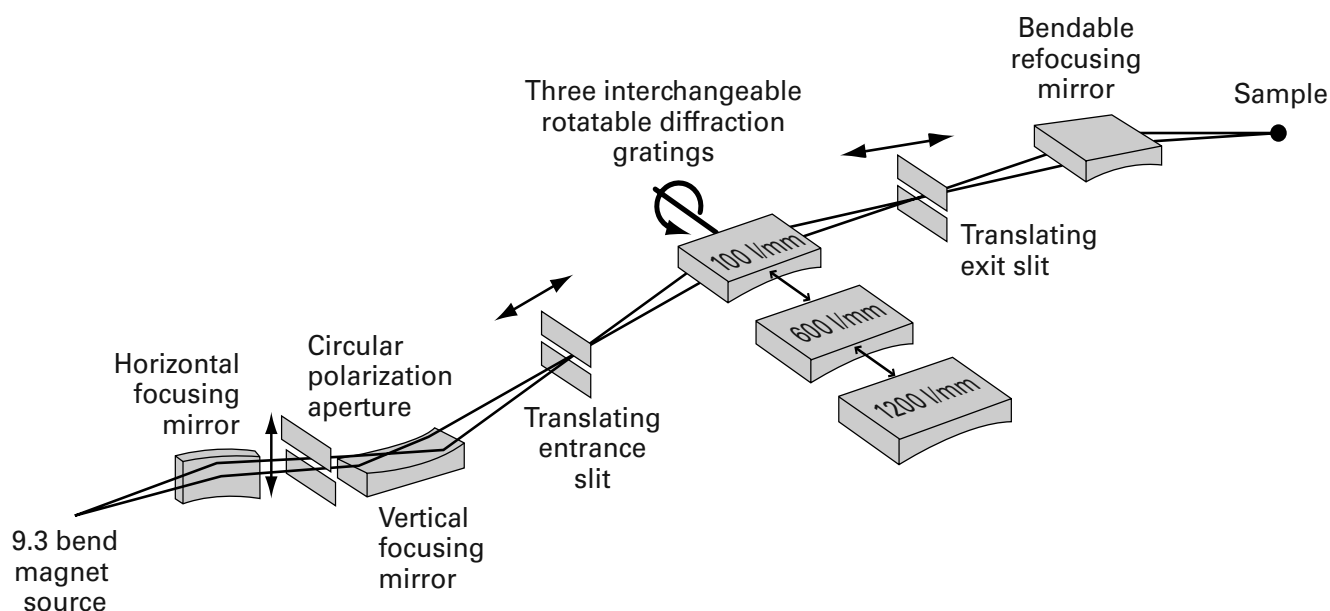 Bendable
refocusing
mirror
Sample
Three interchangeable
rotatable diffraction
gratings
100 l/mm
Translating
exit slit
600 l/mm
1200 l/mm
Horizontal
focusing
mirror
Circular
polarization
aperture
Translating
entrance
slit
Vertical
focusing
mirror
9.3 bend
magnet
source